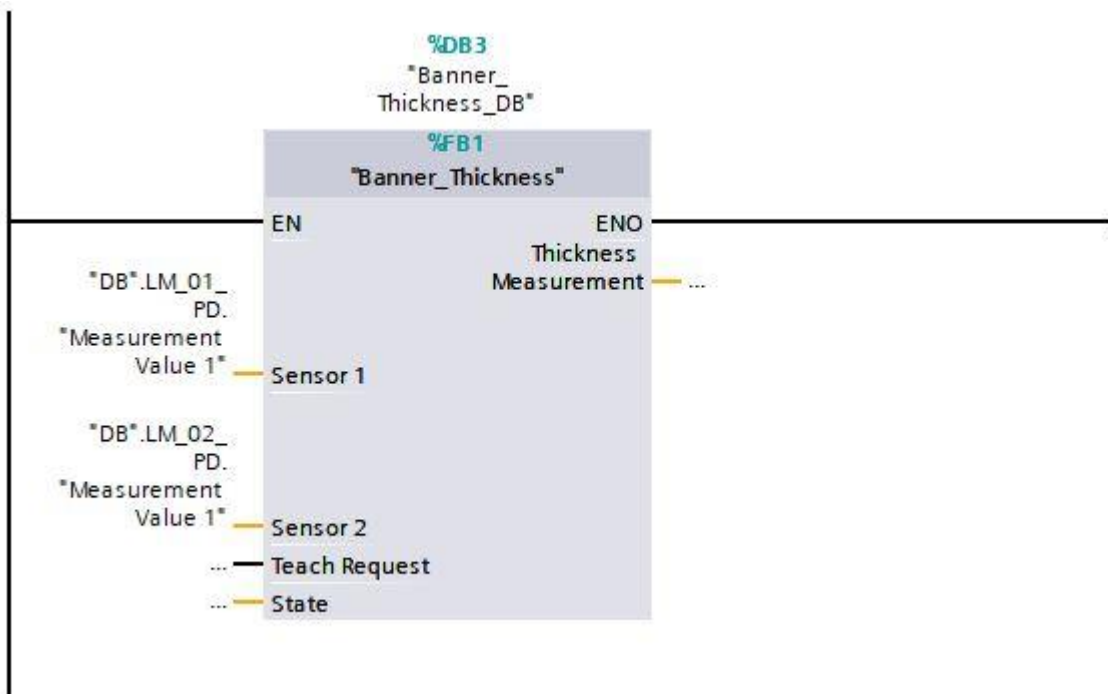 %DB3
"Banner_
Thickness_DB"
%FB1
"Banner_Thickness"
EN
ENO
Thickness
Measurement
...
"DB".LM_01_
PD.
"Measurement
Value 1"
Sensor 1
"DB".LM_02_
PD.
"Measurement
Value 1"
Sensor 2
... Teach Request
... State